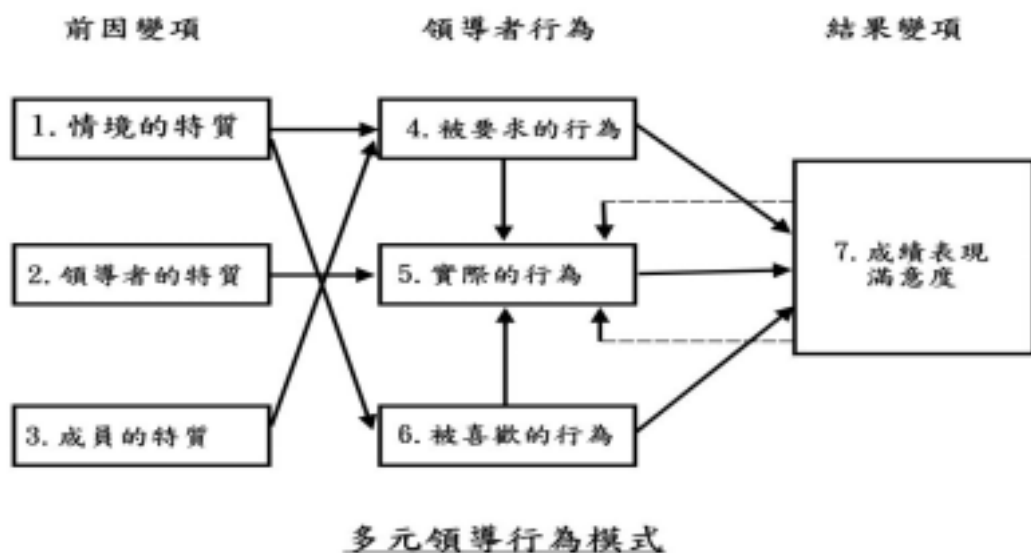 前因變項
領導者行為
結果變項
1. 情境的特質
4. 被要求的行為
2. 領導者的特質
5. 實際的行為
7. 成績表現
滿意度
3. 成員的特質
6. 被喜歡的行為
多元領導行為模式